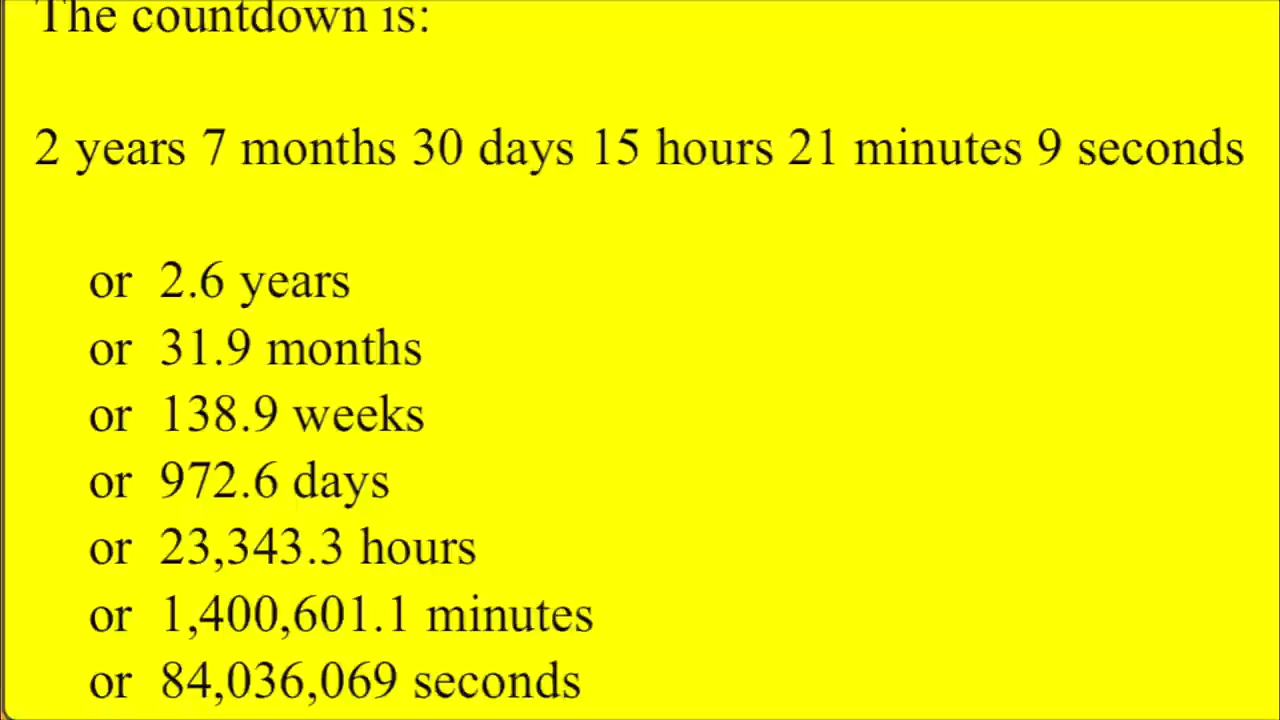 The countdown is:
2 years 7 months 30 days 15 hours 21 minutes 9 seconds
or 2.6 years
or 31.9 months
or 138.9 weeks
or 972.6 days
or 23,343.3 hours
or 1,400,601.1 minutes
or 84,036,069 seconds